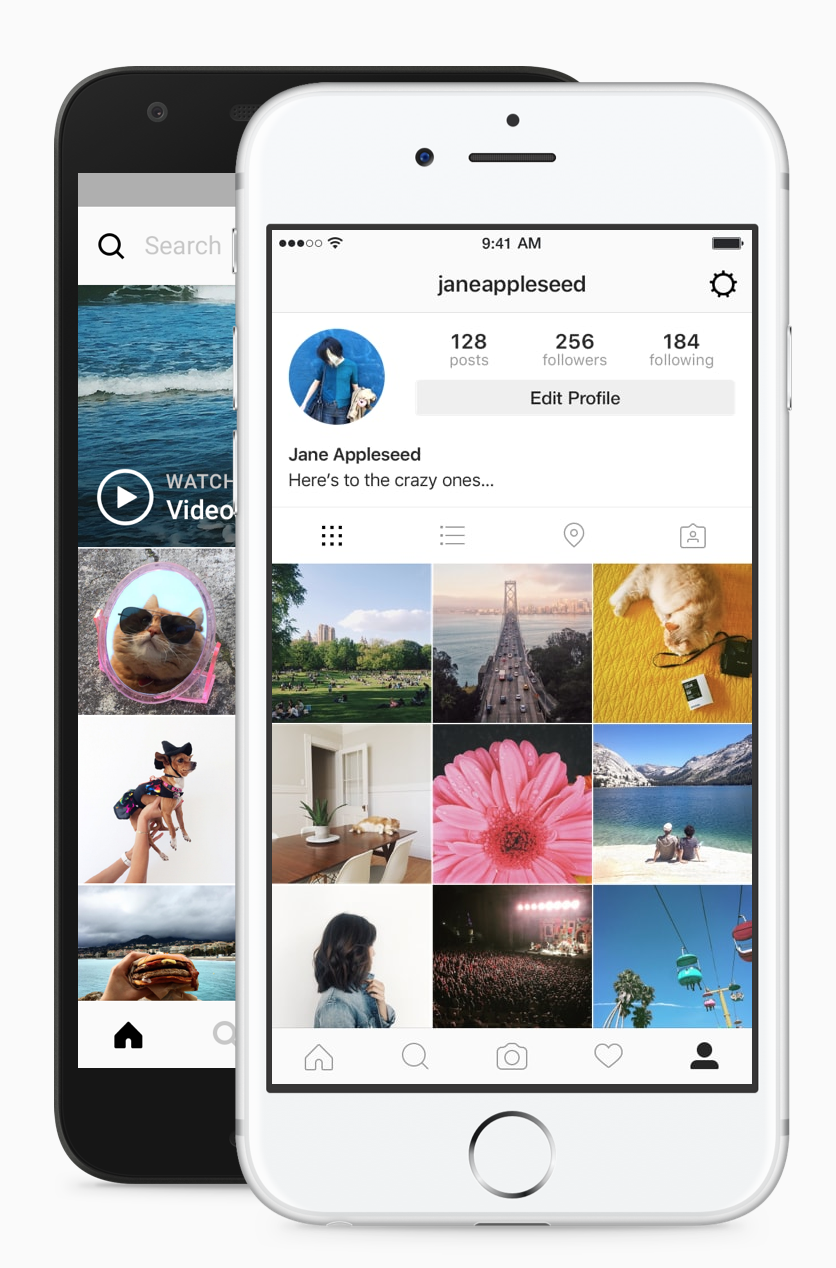 Search
WATCH
Video
9:41 AM
janeappleseed
128 256 184
posts followers following
Edit Profile
Jane Appleseed
Here’s to the crazy ones...